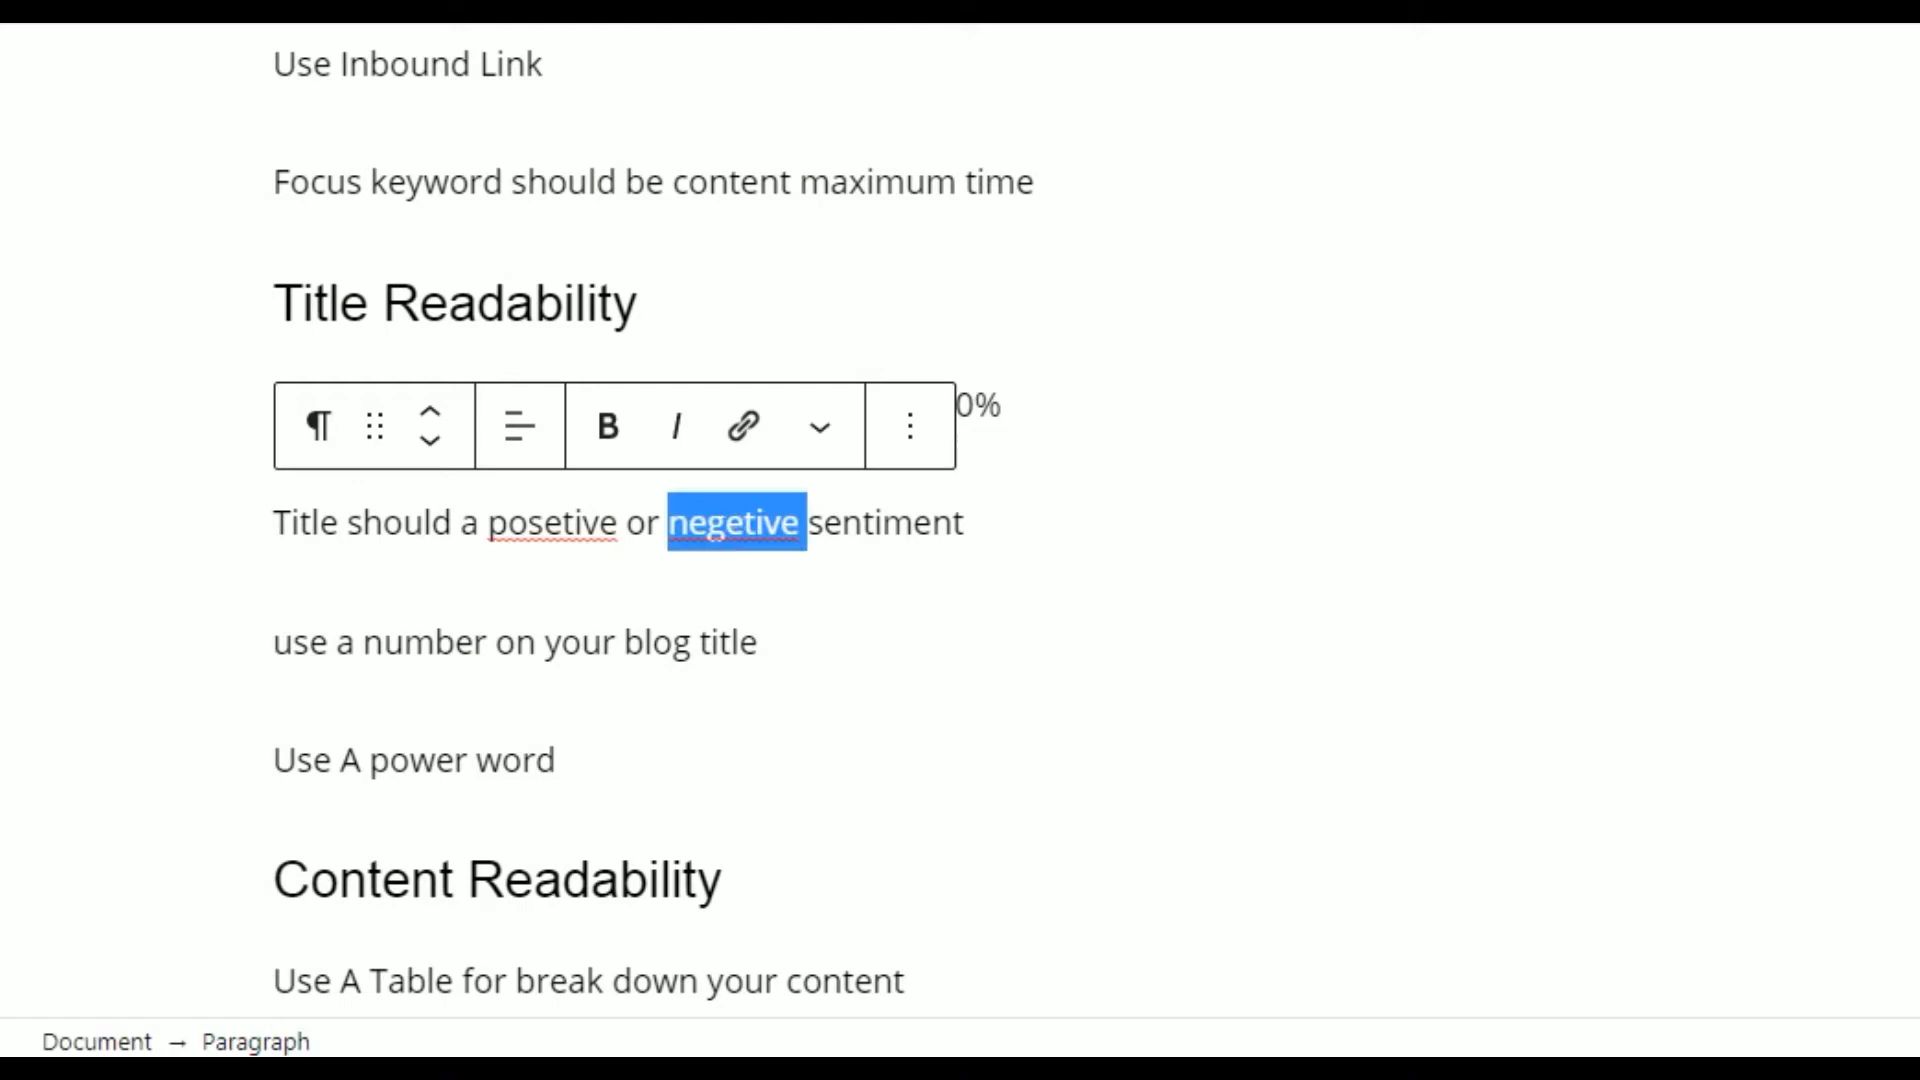 Use Inbound Link
Focus keyword should be content maximum time
Title Readability
0%
B I
Title should a posetive or negetive sentiment
use a number on your blog title
Use A power word
Content Readability
Use A Table for break down your content
Document → Paragraph